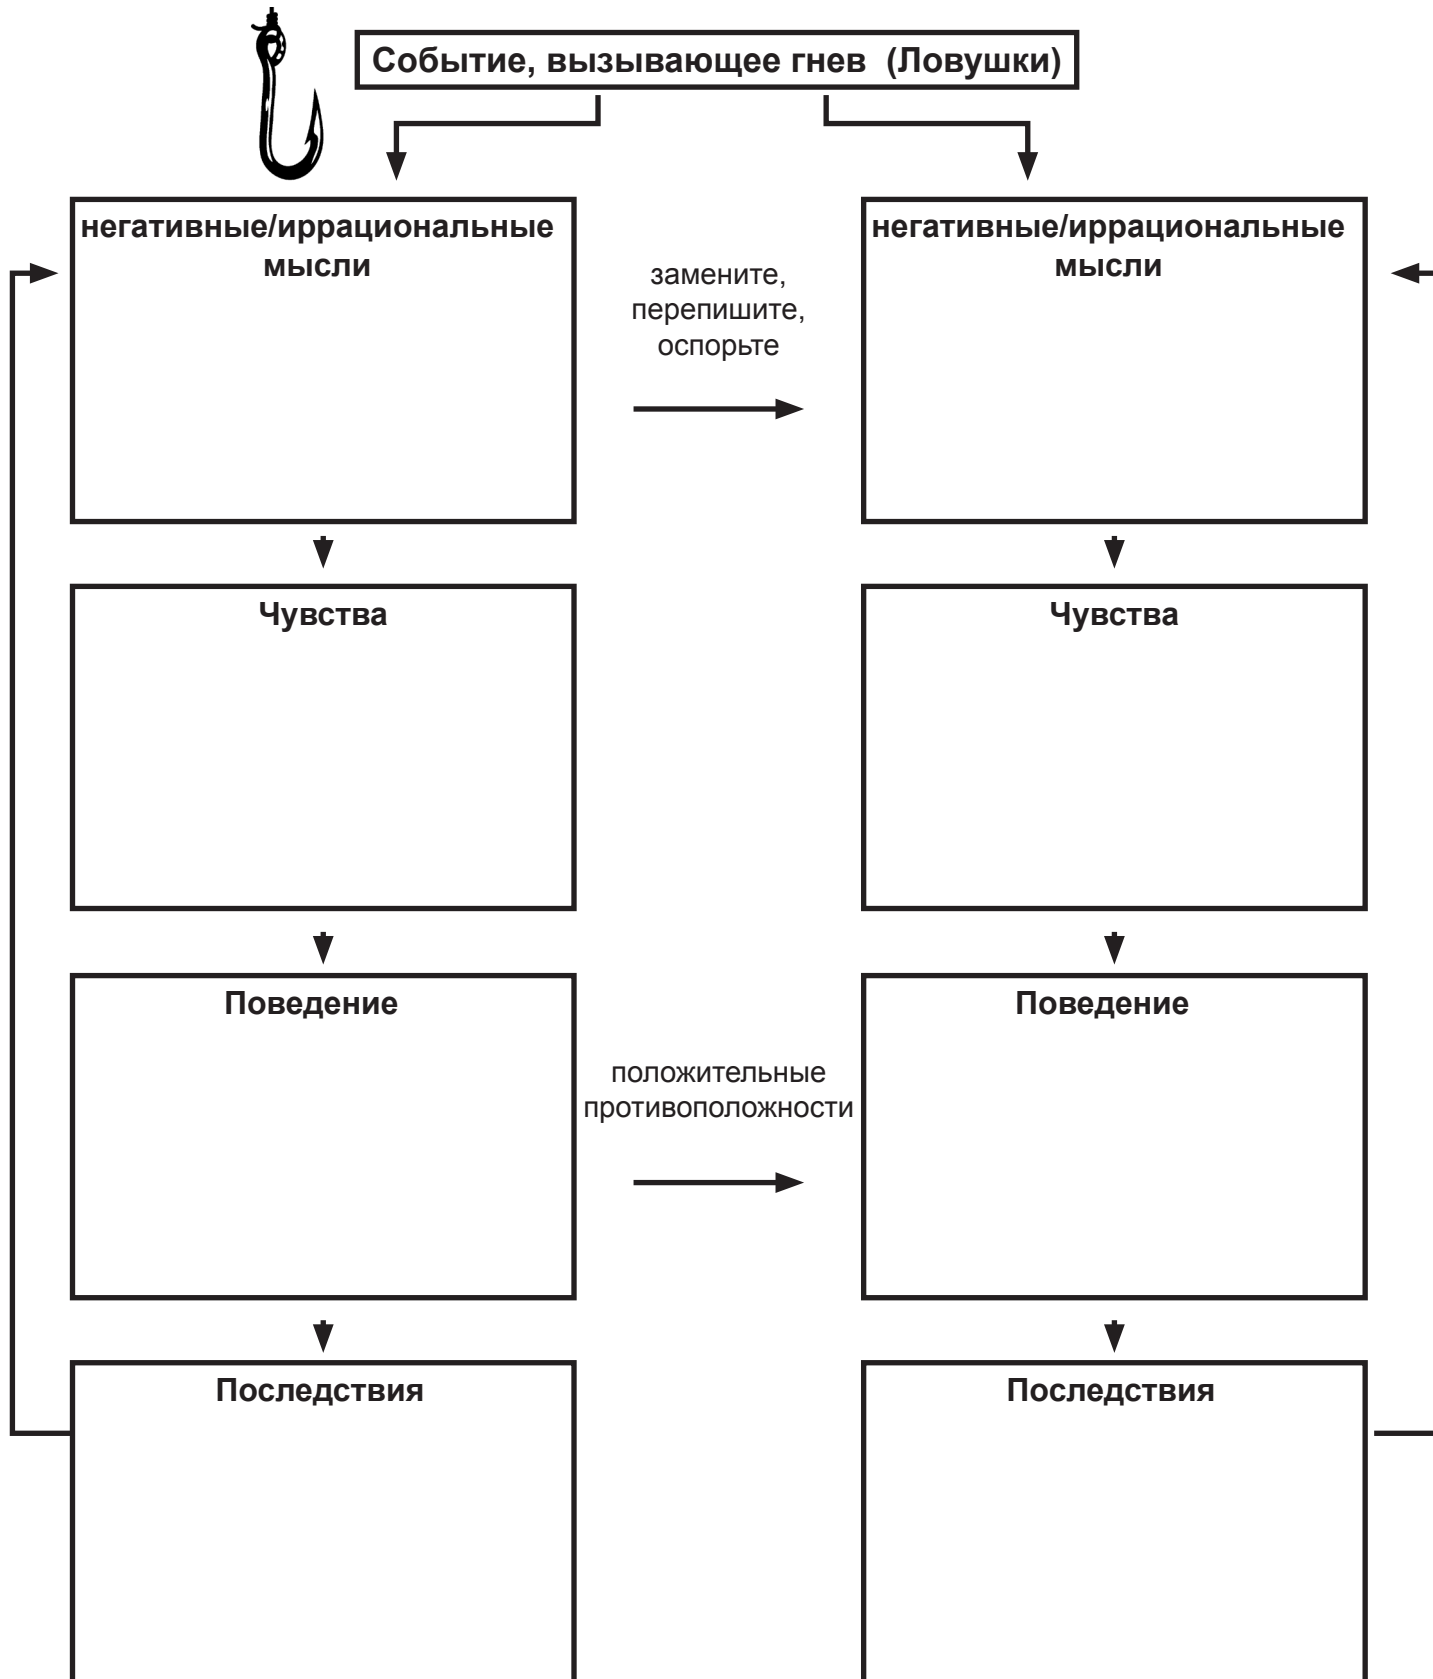 Событие, вызывающее гнев (Ловушки)
негативные/иррациональные
мысли
замените,
перепишите,
оспорьте
негативные/иррациональные
мысли
Чувства
Чувства
Поведение
положительные
противоположности
Поведение
Последствия
Последствия